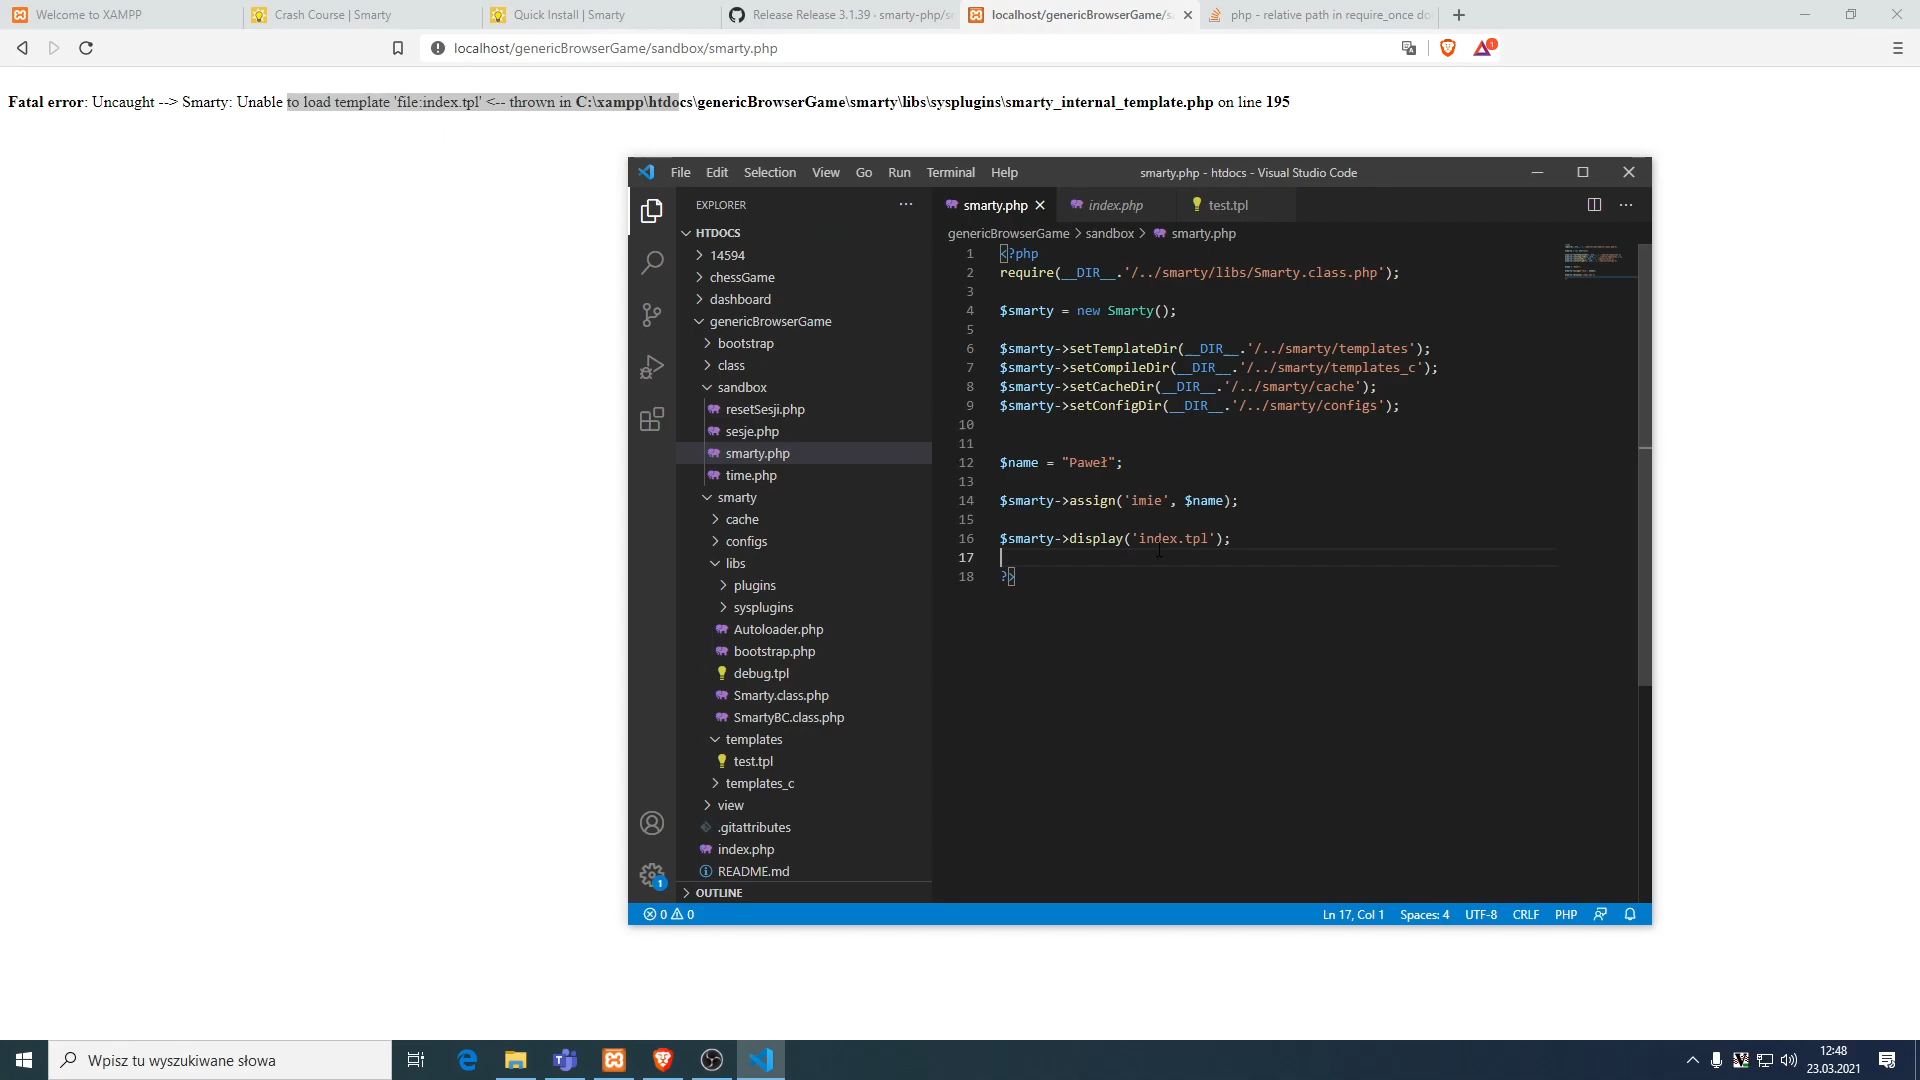 Welcome to XAMPP
Crash Course | Smarty
Quick Install | Smarty
Release Release 3.1.39 · smarty-php/sm
localhost/genericBrowserGame/s
php - relative path in require_once do
localhost/genericBrowserGame/sandbox/smarty.php
1
Fatal error: Uncaught --> Smarty: Unable to load template 'file:index.tpl' <-- thrown in C:\xampp\htdocs\genericBrowserGame\smarty\libs\sysplugins\smarty_internal_template.php on line 195
File Edit Selection View Go Run Terminal Help
smarty.php - htdocs - Visual Studio Code
EXPLORER
smarty.php
index.php
test.tpl
HTDOCS
14594
chessGame
dashboard
genericBrowserGame
bootstrap
class
sandbox
resetSesji.php
sesje.php
smarty.php
time.php
smarty
cache
configs
libs
plugins
sysplugins
Autoloader.php
bootstrap.php
debug.tpl
Smarty.class.php
SmartyBC.class.php
templates
test.tpl
templates_c
view
.gitattributes
index.php
README.md
OUTLINE
genericBrowserGame > sandbox > smarty.php
1 <?php
2 require(__DIR__.'/../smarty/libs/Smarty.class.php');
3
4 $smarty = new Smarty();
5
6 $smarty->setTemplateDir(__DIR__.'/../smarty/templates');
7 $smarty->setCompileDir(__DIR__.'/../smarty/templates_c');
8 $smarty->setCacheDir(__DIR__.'/../smarty/cache');
9 $smarty->setConfigDir(__DIR__.'/../smarty/configs');
10
11
12 $name = "Paweł";
13
14 $smarty->assign('imie', $name);
15
16 $smarty->display('index.tpl');
17
18 ?>
1
0 0
Ln 17, Col 1 Spaces: 4 UTF-8 CRLF PHP
Wpisz tu wyszukiwane słowa
12:48
23.03.2021